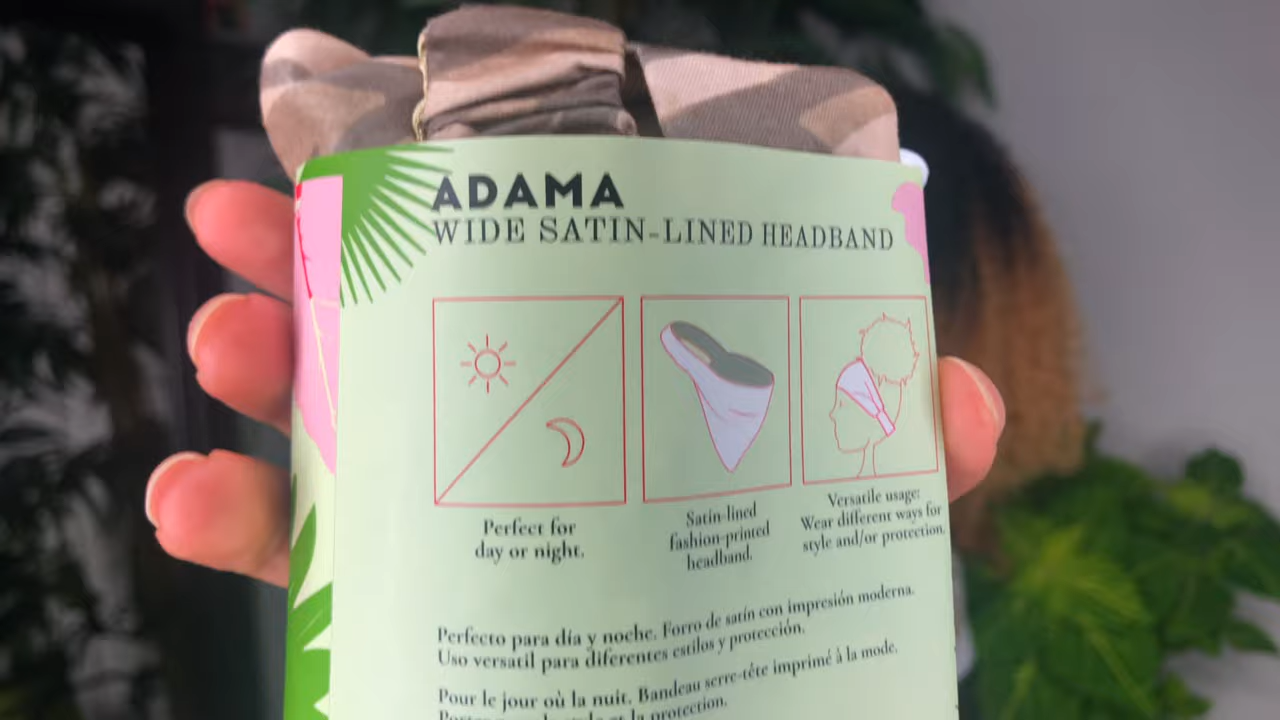 ADAMA
WIDE SATIN-LINED HEADBAND
Perfect for
day or night.
Satin-lined
fashion-printed
headband.
Versatile usage:
Wear different ways for
style and/or protection.
Perfecto para día y noche. Forro de satín con impresión moderna.
Uso versatil para diferentes estilos y protección.
Pour le jour où la nuit. Bandeau serre-tête imprimé à la mode.
la protection.